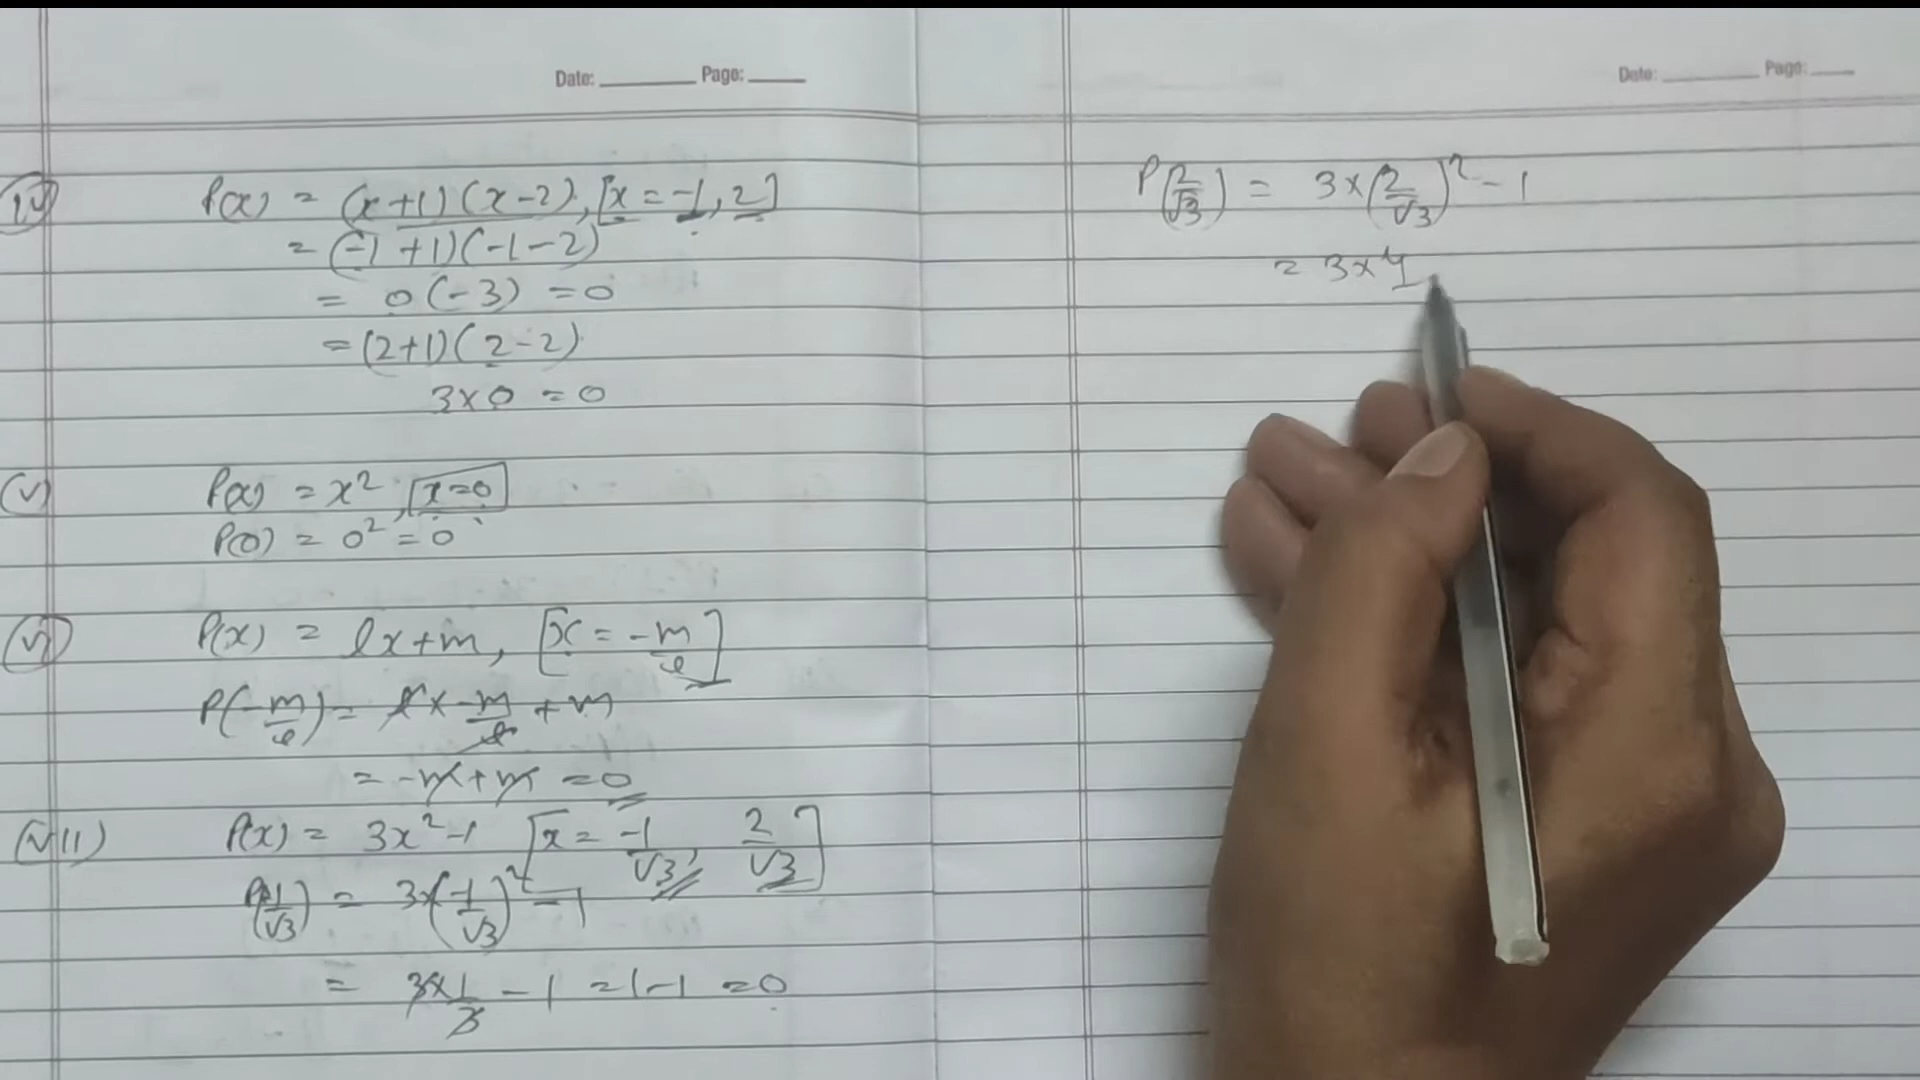 Date: Page:
(iv) P(x) = (x+1)(x-2), [x = -1, 2]
= (-1+1)(-1-2)
= 0(-3) = 0
= (2+1)(2-2)
3×0 = 0
(v) P(x) = x², x=0
P(0) = 0² = 0
(vi) P(x) = lx+m, [x = -m/l]
P(-m/l) = l × -m/l + m
= -m+m = 0
(vii) P(x) = 3x²-1 [x = -1/√3, 2/√3]
P(-1/√3) = 3×(-1/√3)² - 1
= 3×1/3 - 1 = 1-1 = 0
Date: Page:
P(2/√3) = 3×(2/√3)² - 1
= 3×4